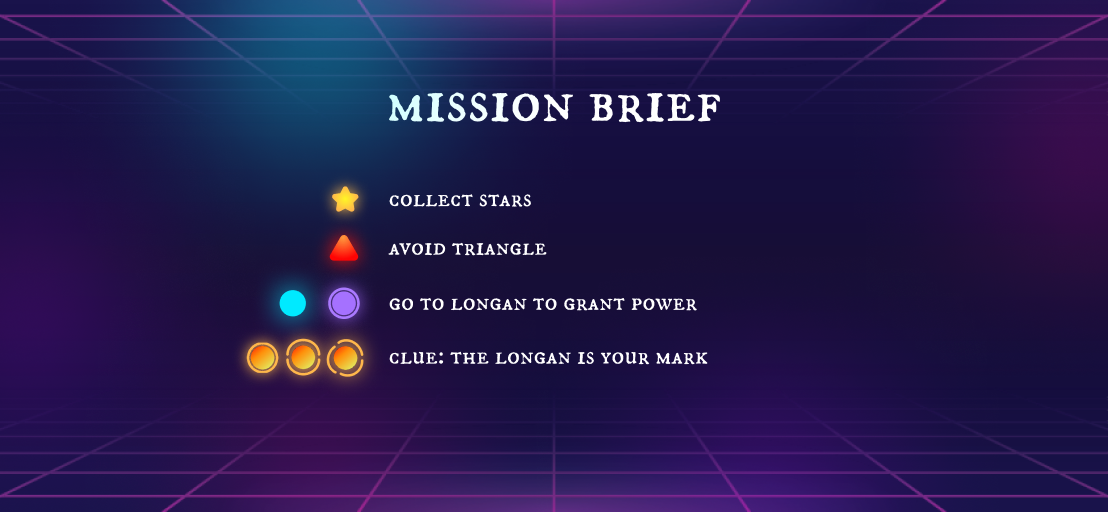 MISSION BRIEF
COLLECT STARS
AVOID TRIANGLE
GO TO LONGAN TO GRANT POWER
CLUE: THE LONGAN IS YOUR MARK